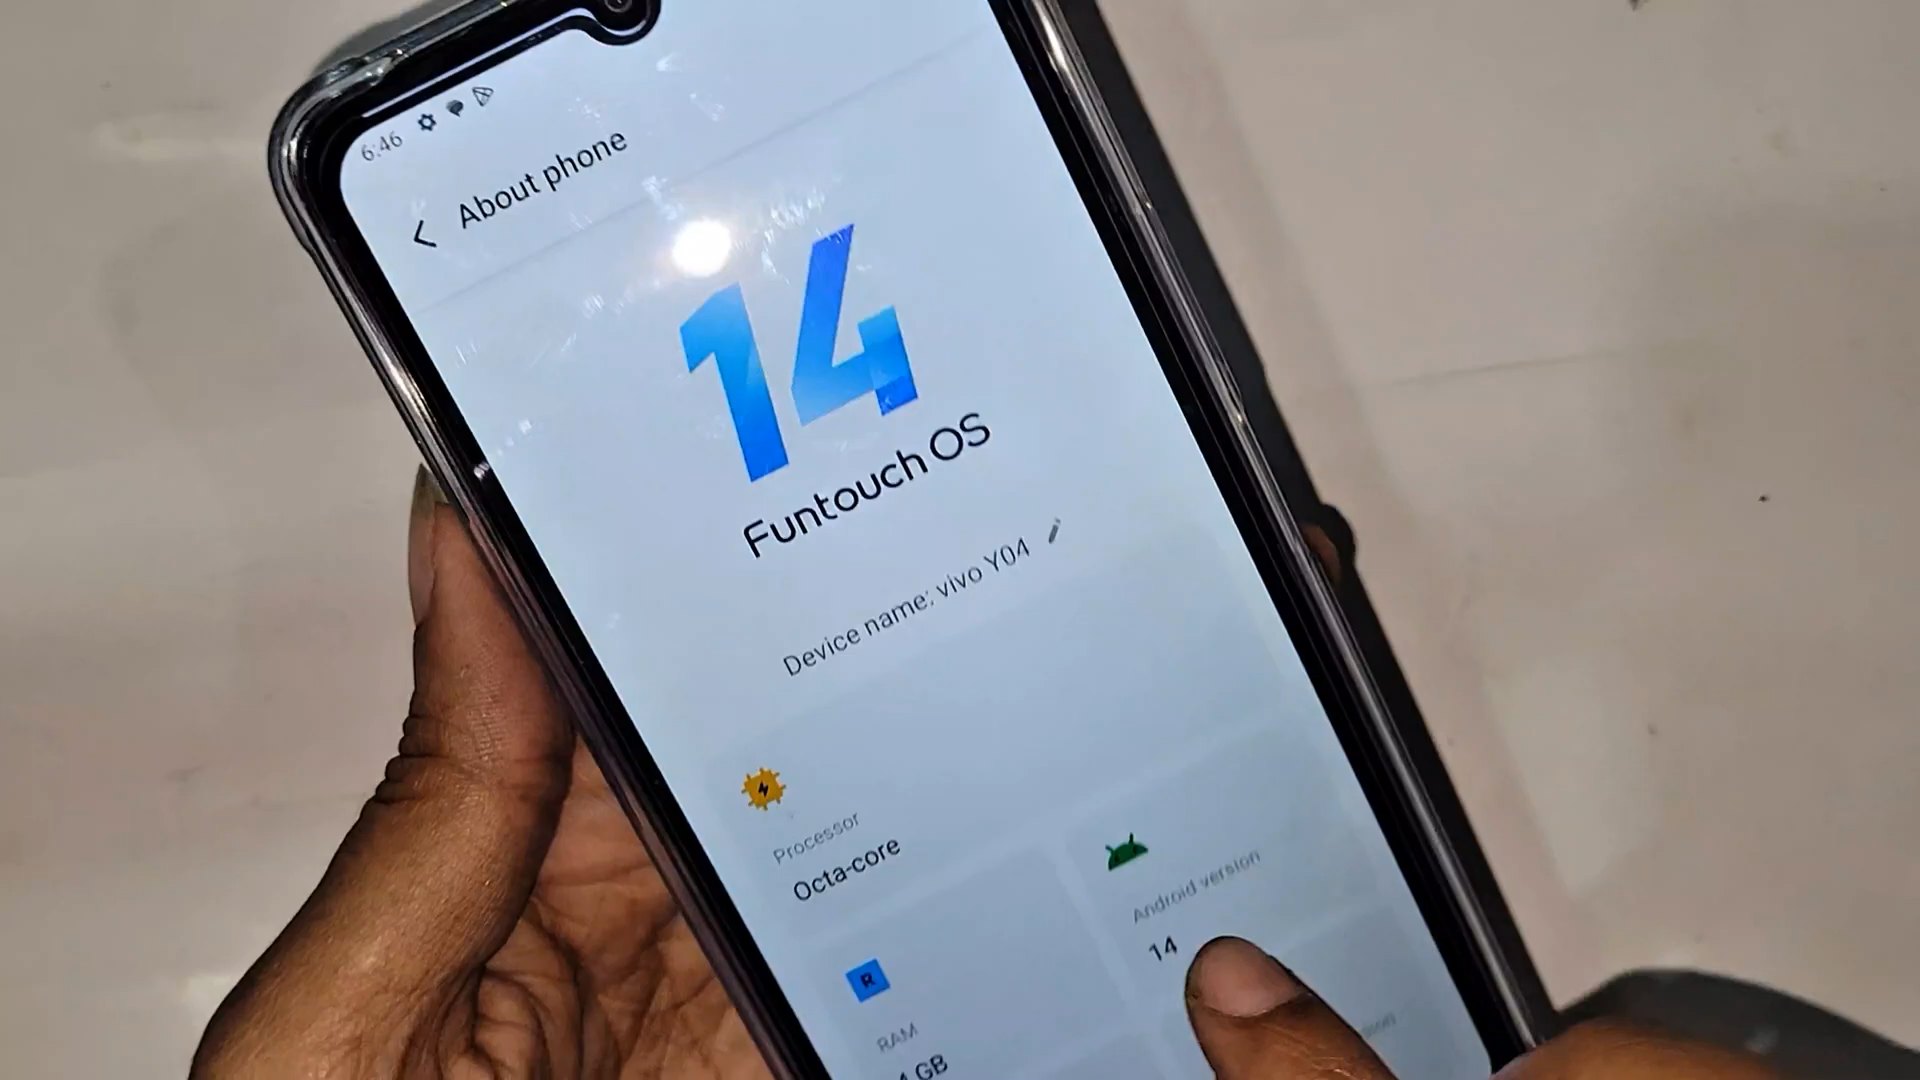 6:46
About phone
14
Funtouch OS
Device name: vivo Y04
Processor
Octa-core
Android version
14
R
RAM
GB